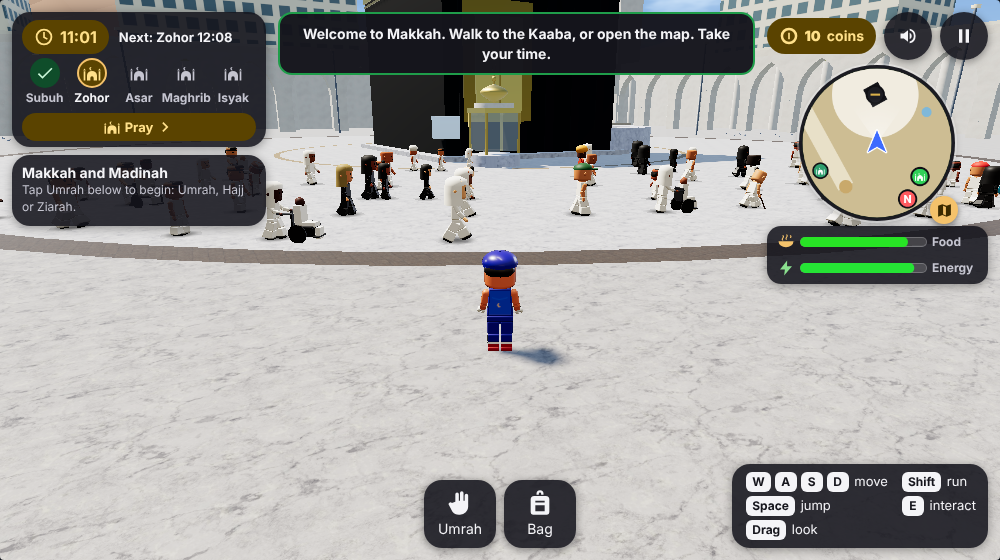 11:01
Next: Zohor 12:08
Subuh
Zohor
Asar
Maghrib
Isyak
Pray
Makkah and Madinah
Tap Umrah below to begin: Umrah, Hajj
or Ziarah.
Welcome to Makkah. Walk to the Kaaba, or open the map. Take
your time.
10 coins
N
Food
Energy
Umrah
Bag
W A S D move
Shift run
Space jump
E interact
Drag look